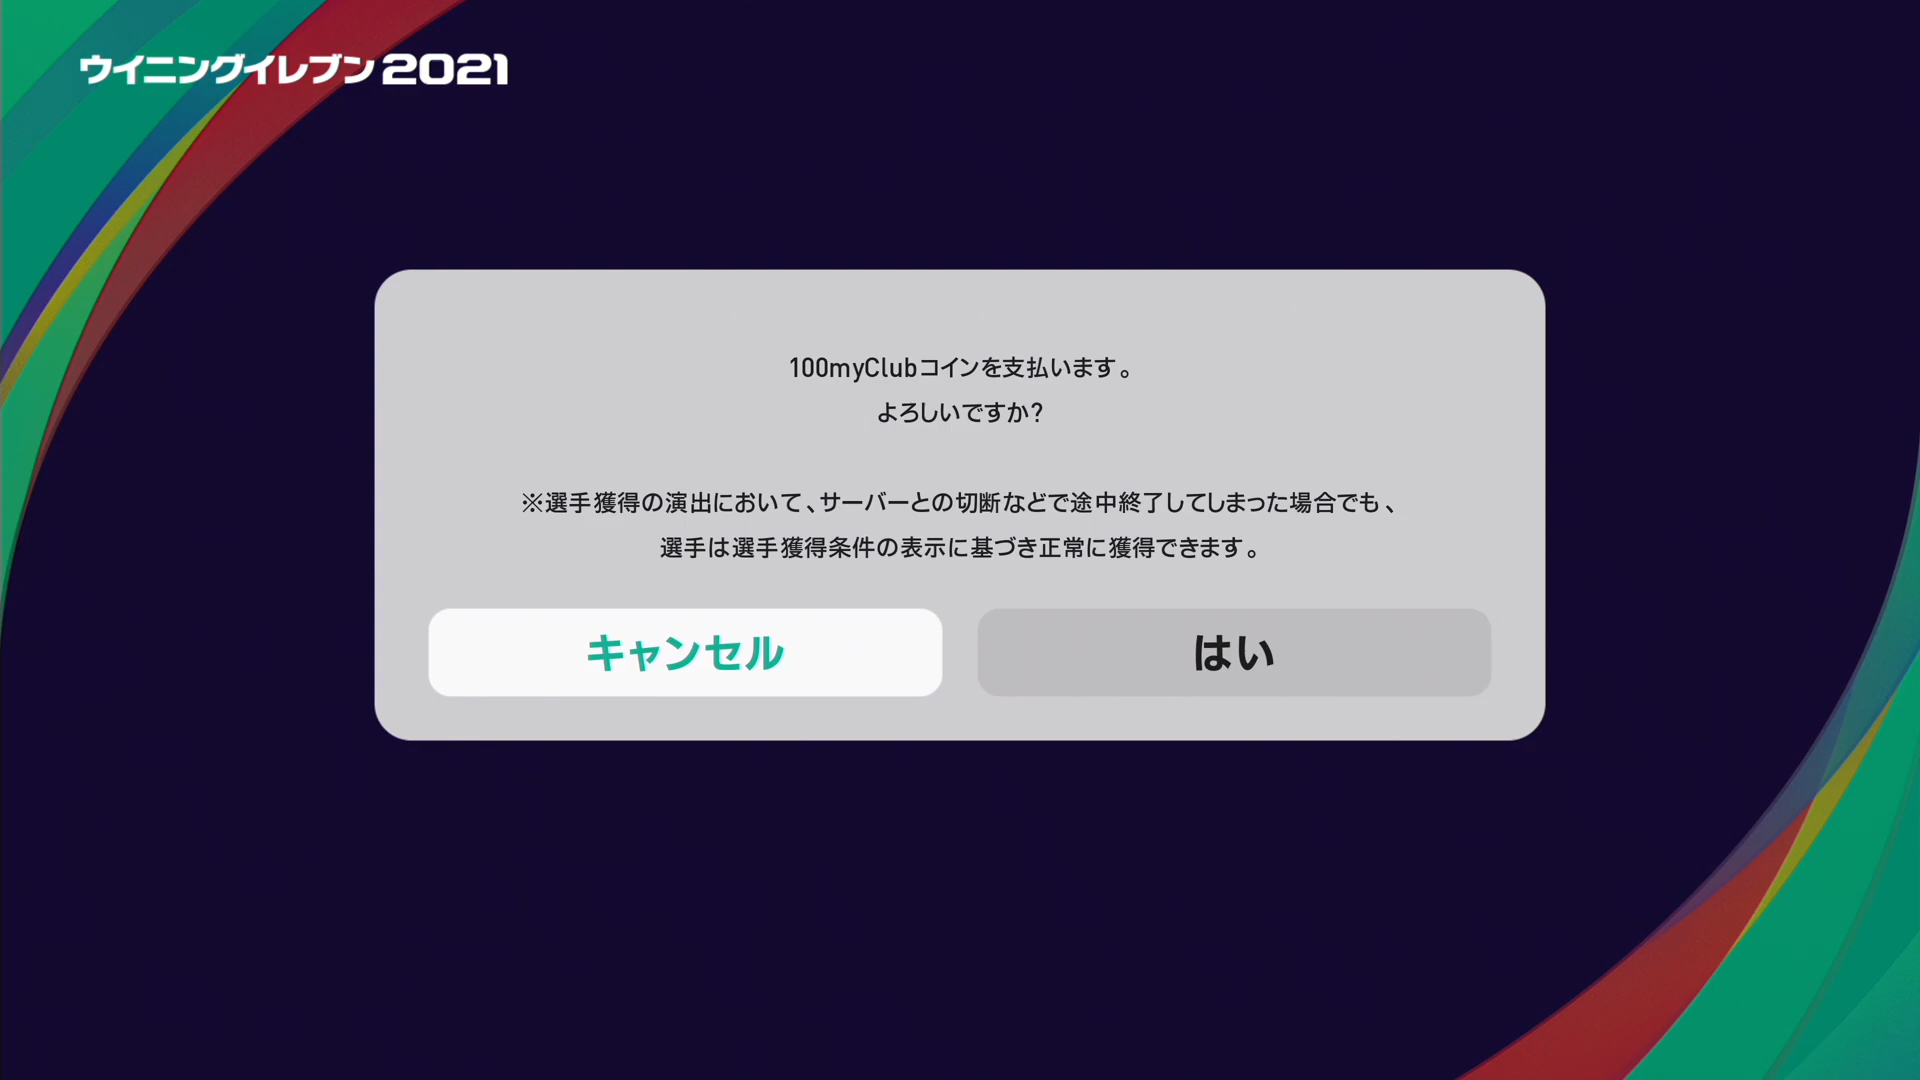 ウイニングイレブン2021
100myClubコインを支払います。
よろしいですか?
※選手獲得の演出において、サーバーとの切断などで途中終了してしまった場合でも、
選手は選手獲得条件の表示に基づき正常に獲得できます。
キャンセル
はい